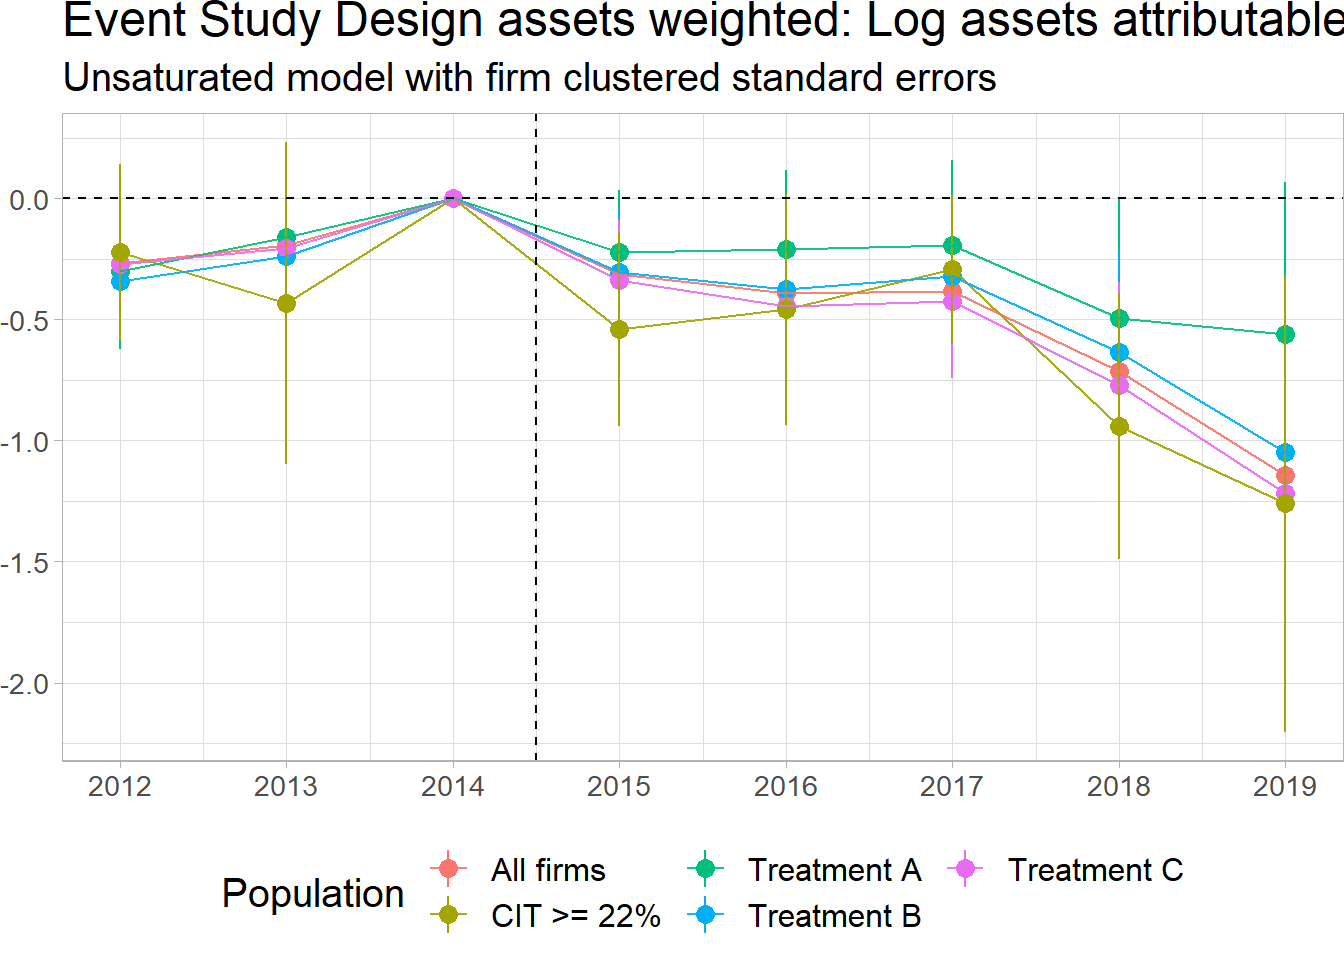 Event Study Design assets weighted: Log assets attributable
Unsaturated model with firm clustered standard errors
0.0
-0.5
-1.0
-1.5
-2.0
2012 2013 2014 2015 2016 2017 2018 2019
Population
All firms Treatment A Treatment C
CIT >= 22% Treatment B